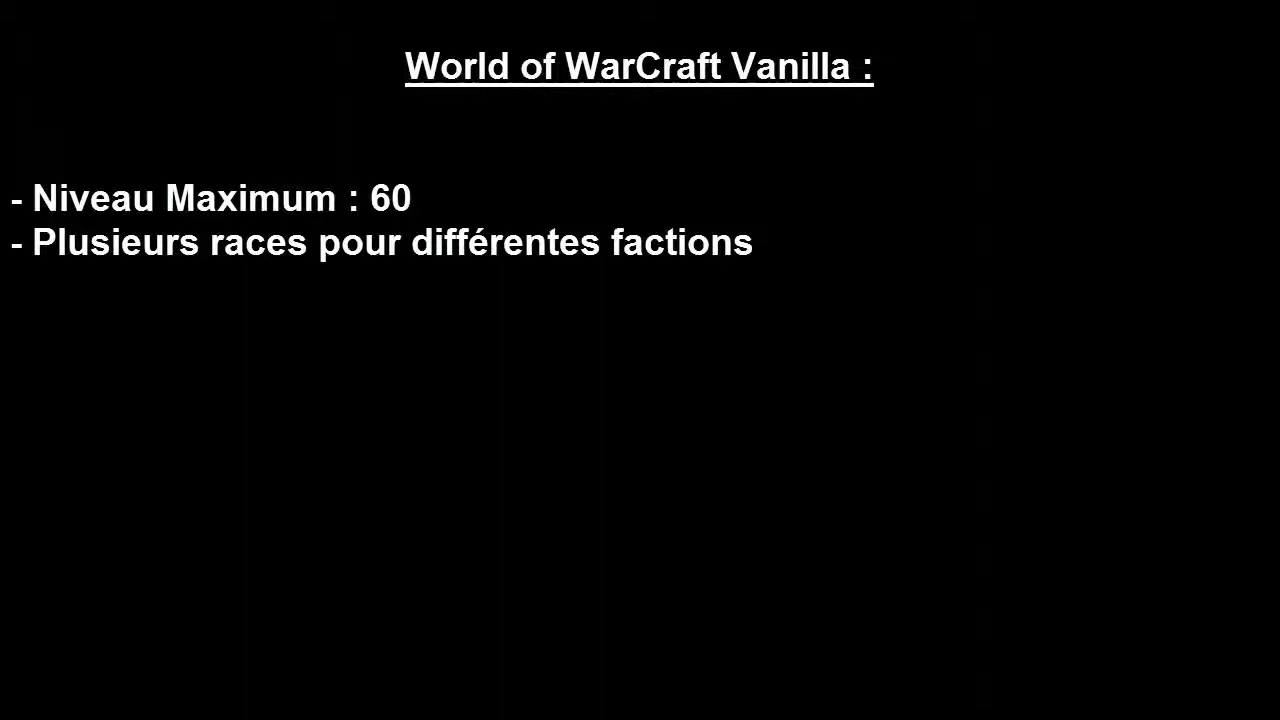 World of WarCraft Vanilla :
- Niveau Maximum : 60
- Plusieurs races pour différentes factions